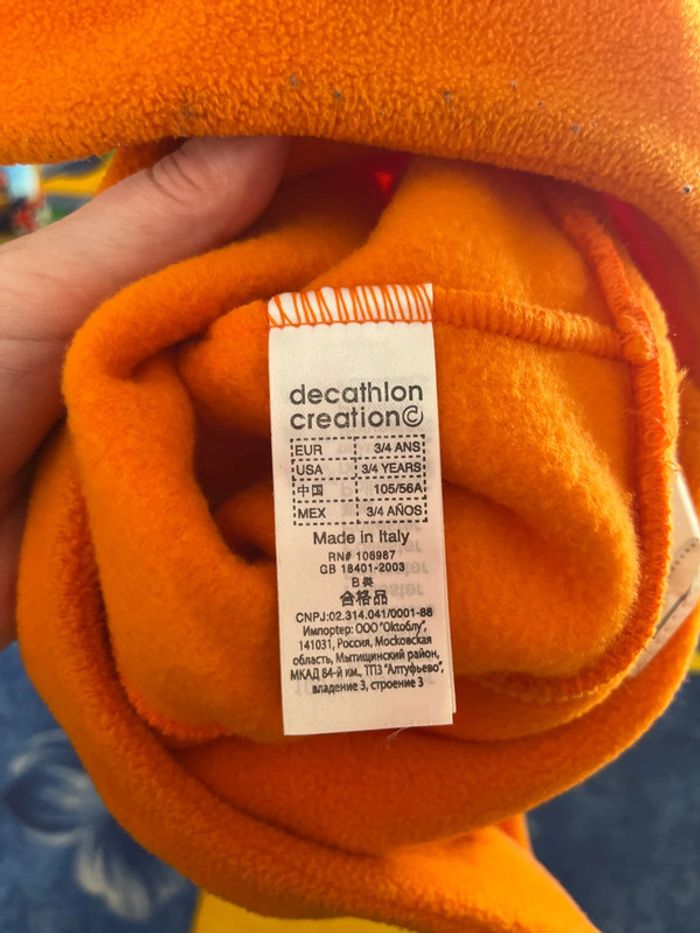 decathlon
creation©
EUR 3/4 ANS
USA 3/4 YEARS
中国 105/56A
MEX 3/4 AÑOS
Made in Italy
RN# 106987
GB 18401-2003
B 类
合格品
CNPJ:02.314.041/0001-88
Импортер: ООО "Октоблу",
141031, Россия, Московская
область, Мытищинский район,
МКАД 84-й км., ТПЗ "Алтуфьево",
владение 3, строение 3